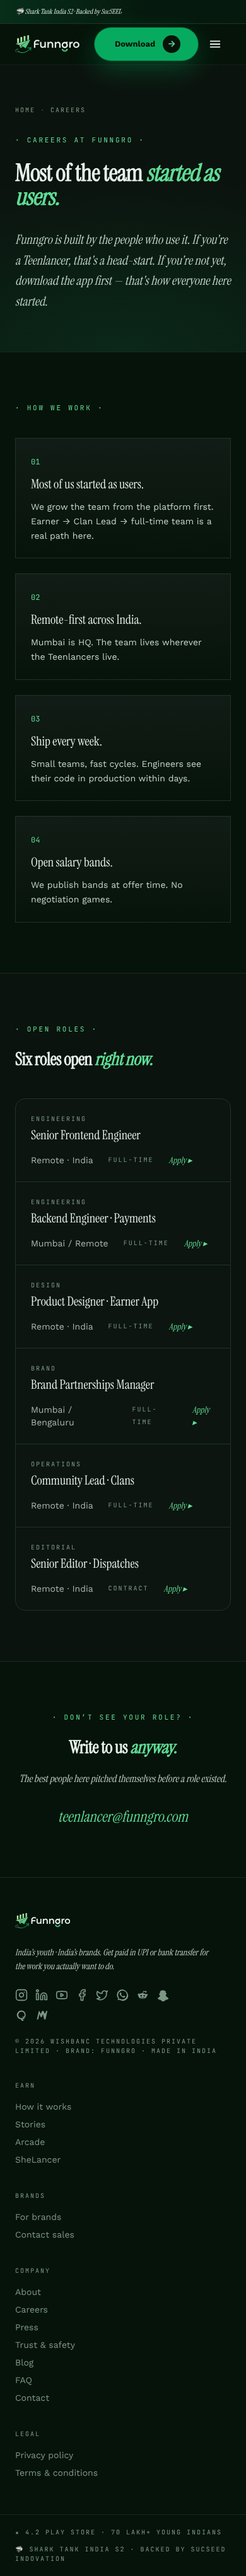 🦈 Shark Tank India S2 · Backed by SucSEED
Funngro
Download →
HOME · CAREERS
· CAREERS AT FUNNGRO ·
Most of the team started as
users.
Funngro is built by the people who use it. If you're
a Teenlancer, that's a head-start. If you're not yet,
download the app first — that's how everyone here
started.
· HOW WE WORK ·
01
Most of us started as users.
We grow the team from the platform first.
Earner → Clan Lead → full-time team is a
real path here.
02
Remote-first across India.
Mumbai is HQ. The team lives wherever
the Teenlancers live.
03
Ship every week.
Small teams, fast cycles. Engineers see
their code in production within days.
04
Open salary bands.
We publish bands at offer time. No
negotiation games.
· OPEN ROLES ·
Six roles open right now.
ENGINEERING
Senior Frontend Engineer
Remote · India FULL-TIME Apply ▸
ENGINEERING
Backend Engineer · Payments
Mumbai / Remote FULL-TIME Apply ▸
DESIGN
Product Designer · Earner App
Remote · India FULL-TIME Apply ▸
BRAND
Brand Partnerships Manager
Mumbai / FULL- Apply
Bengaluru TIME ▸
OPERATIONS
Community Lead · Clans
Remote · India FULL-TIME Apply ▸
EDITORIAL
Senior Editor · Dispatches
Remote · India CONTRACT Apply ▸
· DON'T SEE YOUR ROLE? ·
Write to us anyway.
The best people here pitched themselves before a role existed.
teenlancer@funngro.com
Funngro
India's youth · India's brands. Get paid in UPI or bank transfer for
the work you actually want to do.
© 2026 WISHBANC TECHNOLOGIES PRIVATE
LIMITED · BRAND: FUNNGRO · MADE IN INDIA
EARN
How it works
Stories
Arcade
SheLancer
BRANDS
For brands
Contact sales
COMPANY
About
Careers
Press
Trust & safety
Blog
FAQ
Contact
LEGAL
Privacy policy
Terms & conditions
★ 4.2 PLAY STORE · 70 LAKH+ YOUNG INDIANS
🦈 SHARK TANK INDIA S2 · BACKED BY SUCSEED
INDOVATION